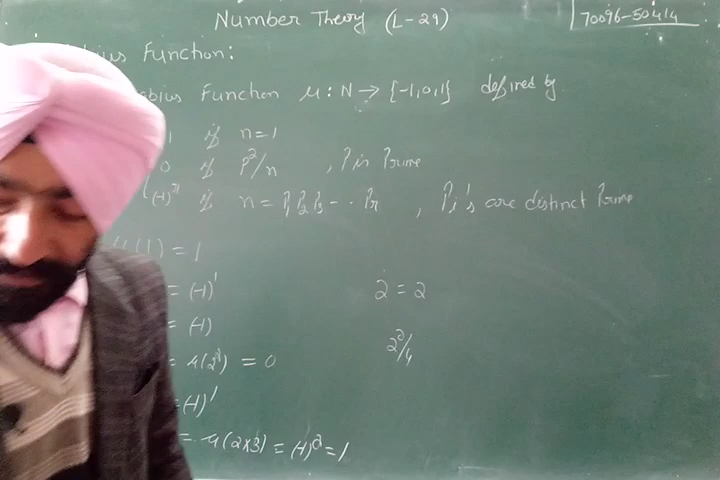 Number Theory (L-29)
70096-50414
Function:
Function μ : N → {-1,0,1} defined by
1 if n=1
0 if P²/n , P is Prime
(-1)ʳ if n = P₁P₂P₃--- Pr , Pi's are distinct Prime
μ(1) = 1
= (-1)¹ 2 = 2
= (-1) 2²/4
= μ(2²) = 0
=(-1)¹
= μ(2×3) = (-1)² = 1